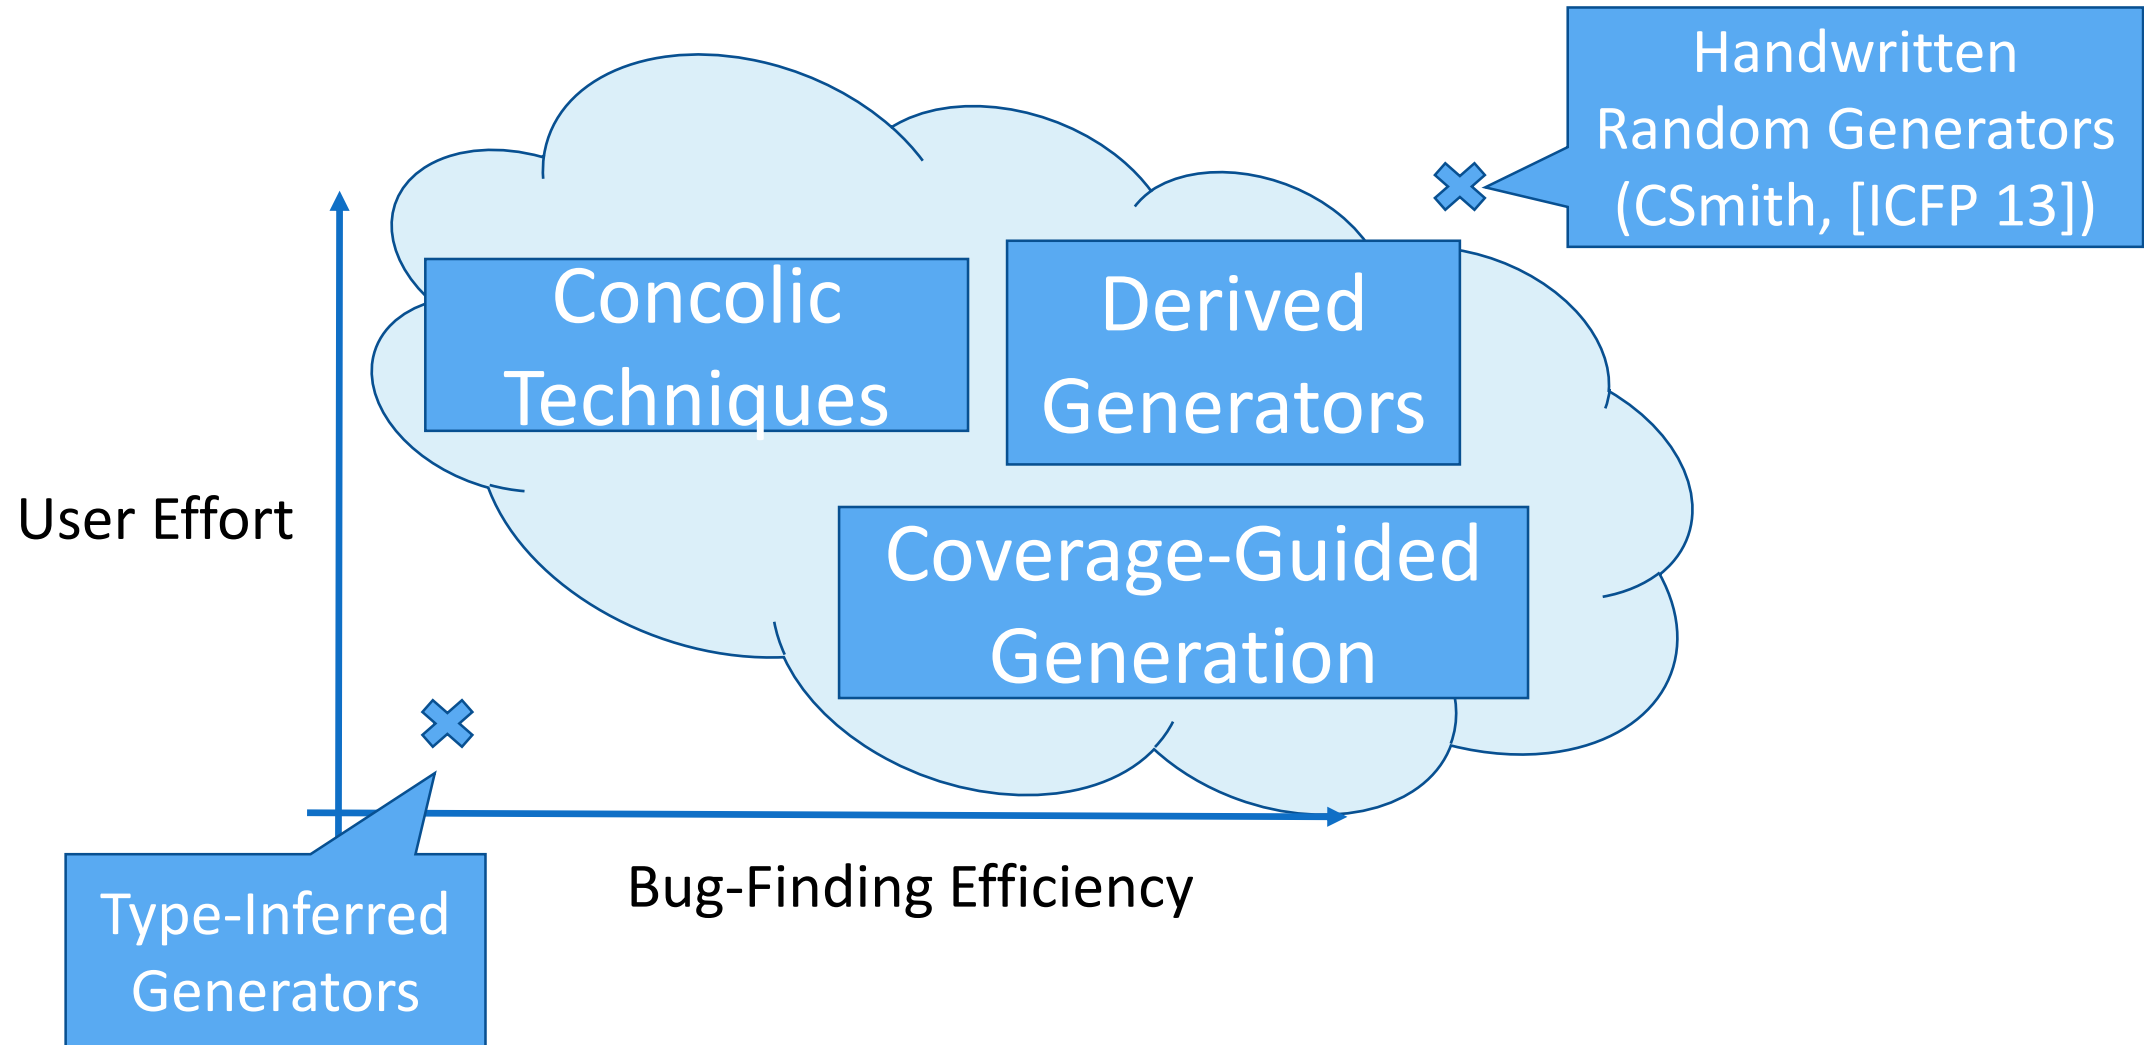 Handwritten
Random Generators
(CSmith, [ICFP 13])
Concolic
Techniques
Derived
Generators
User Effort
Coverage-Guided
Generation
Bug-Finding Efficiency
Type-Inferred
Generators